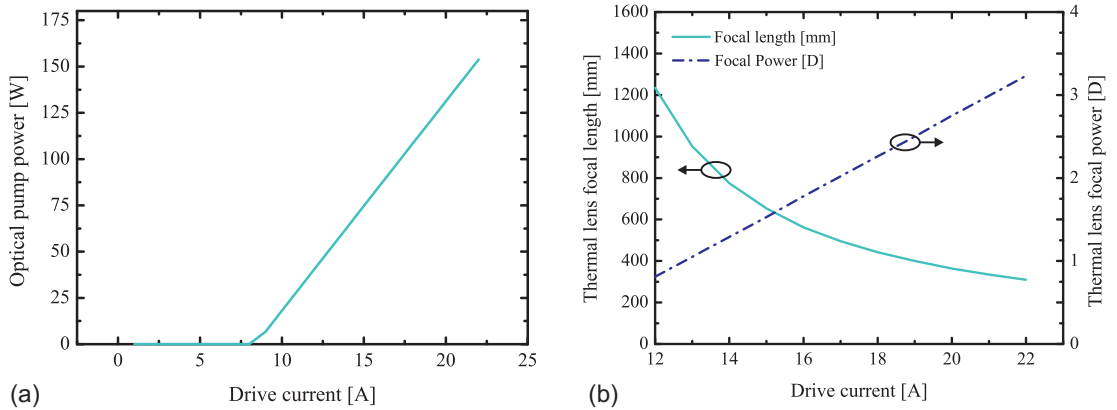 175
150
125
100
75
50
25
0
Optical pump power [W]
0 5 10 15 20 25
Drive current [A]
(a)
1600
1400
1200
1000
800
600
400
200
0
Thermal lens focal length [mm]
Focal length [mm]
Focal Power [D]
4
3
2
1
0
Thermal lens focal power [D]
12 14 16 18 20 22
Drive current [A]
(b)